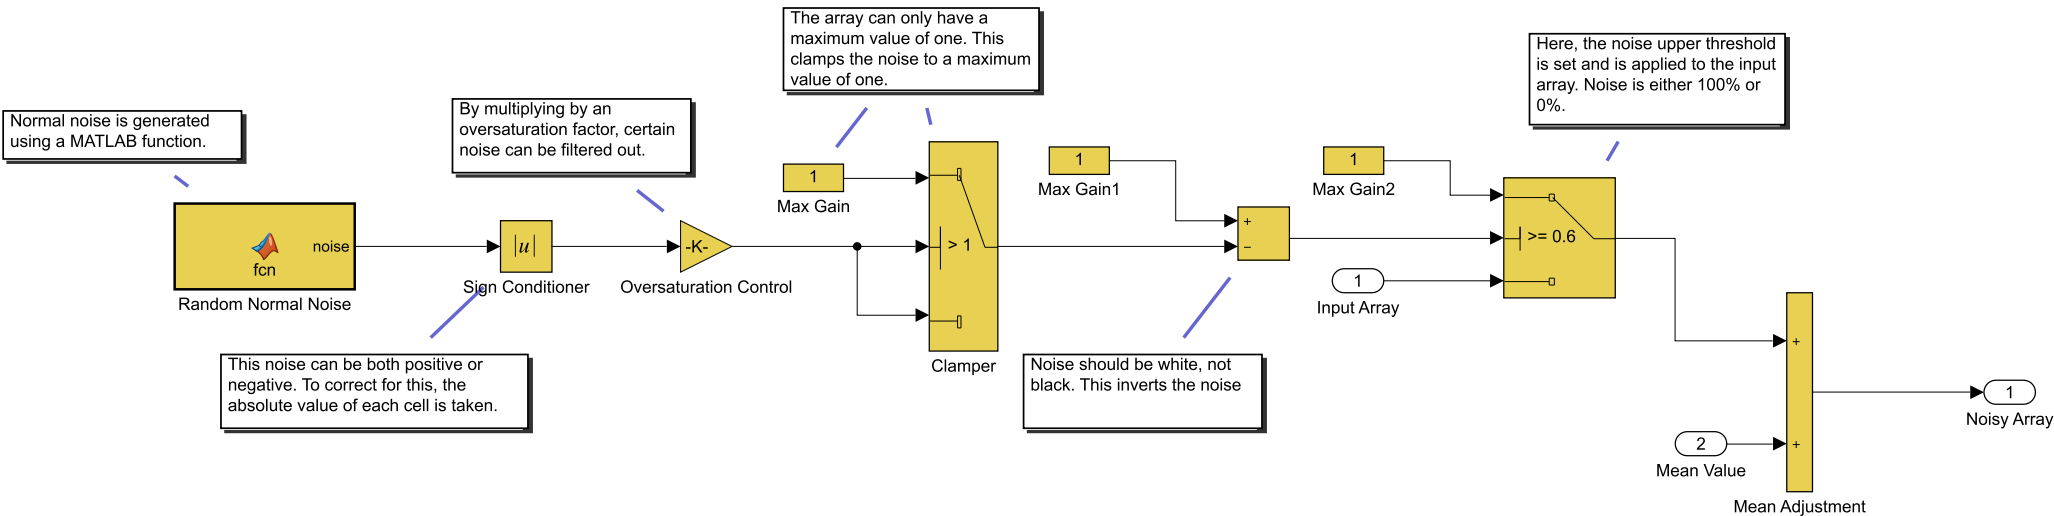 Normal noise is generated
using a MATLAB function.
noise
fcn
Random Normal Noise
This noise can be both positive or
negative. To correct for this, the
absolute value of each cell is taken.
|u|
Sign Conditioner
By multiplying by an
oversaturation factor, certain
noise can be filtered out.
-K-
Oversaturation Control
The array can only have a
maximum value of one. This
clamps the noise to a maximum
value of one.
1
Max Gain
> 1
Clamper
1
Max Gain1
+
−
Noise should be white, not
black. This inverts the noise
1
Max Gain2
Here, the noise upper threshold
is set and is applied to the input
array. Noise is either 100% or
0%.
>= 0.6
1
Input Array
2
Mean Value
+
+
Mean Adjustment
1
Noisy Array